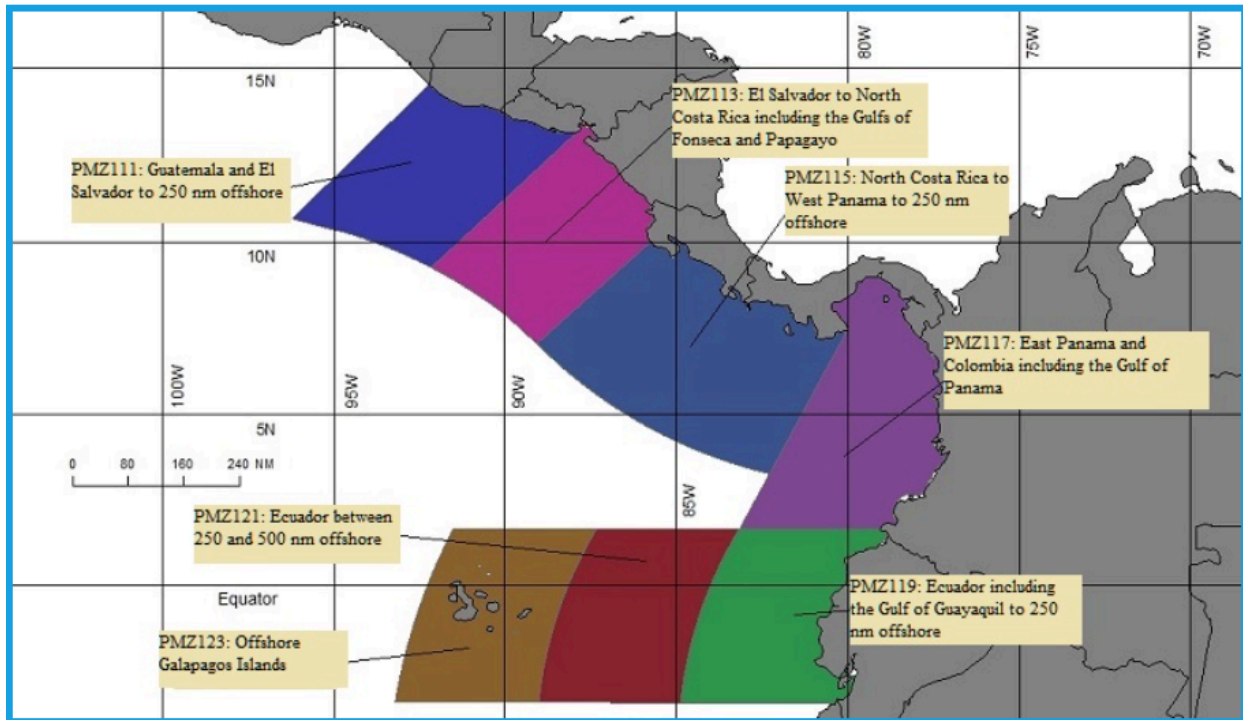 80W
75W
70W
15N
PMZ113: El Salvador to North
Costa Rica including the Gulfs of
Fonseca and Papagayo
PMZ111: Guatemala and El
Salvador to 250 nm offshore
PMZ115: North Costa Rica to
West Panama to 250 nm
offshore
10N
PMZ117: East Panama and
Colombia including the Gulf of
Panama
100W
95W
90W
5N
0 80 160 240 NM
85W
PMZ121: Ecuador between
250 and 500 nm offshore
Equator
PMZ119: Ecuador including
the Gulf of Guayaquil to 250
nm offshore
PMZ123: Offshore
Galapagos Islands